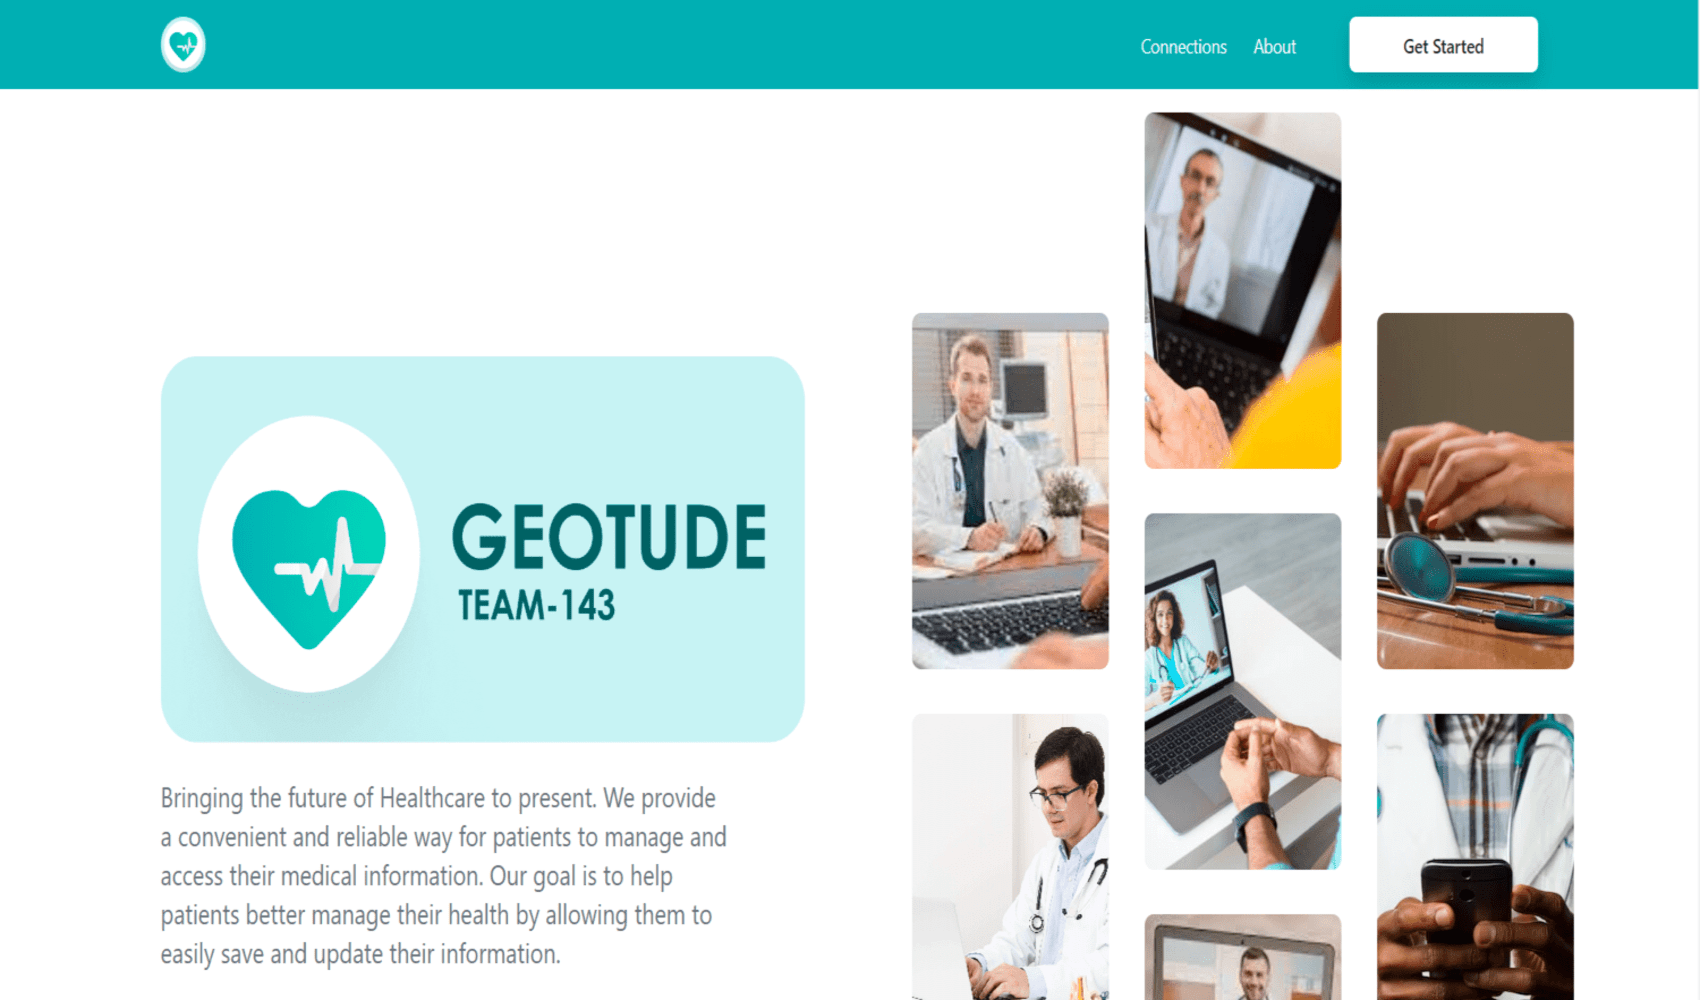 Connections
About
Get Started
GEOTUDE
TEAM-143
Bringing the future of Healthcare to present. We provide
a convenient and reliable way for patients to manage and
access their medical information. Our goal is to help
patients better manage their health by allowing them to
easily save and update their information.